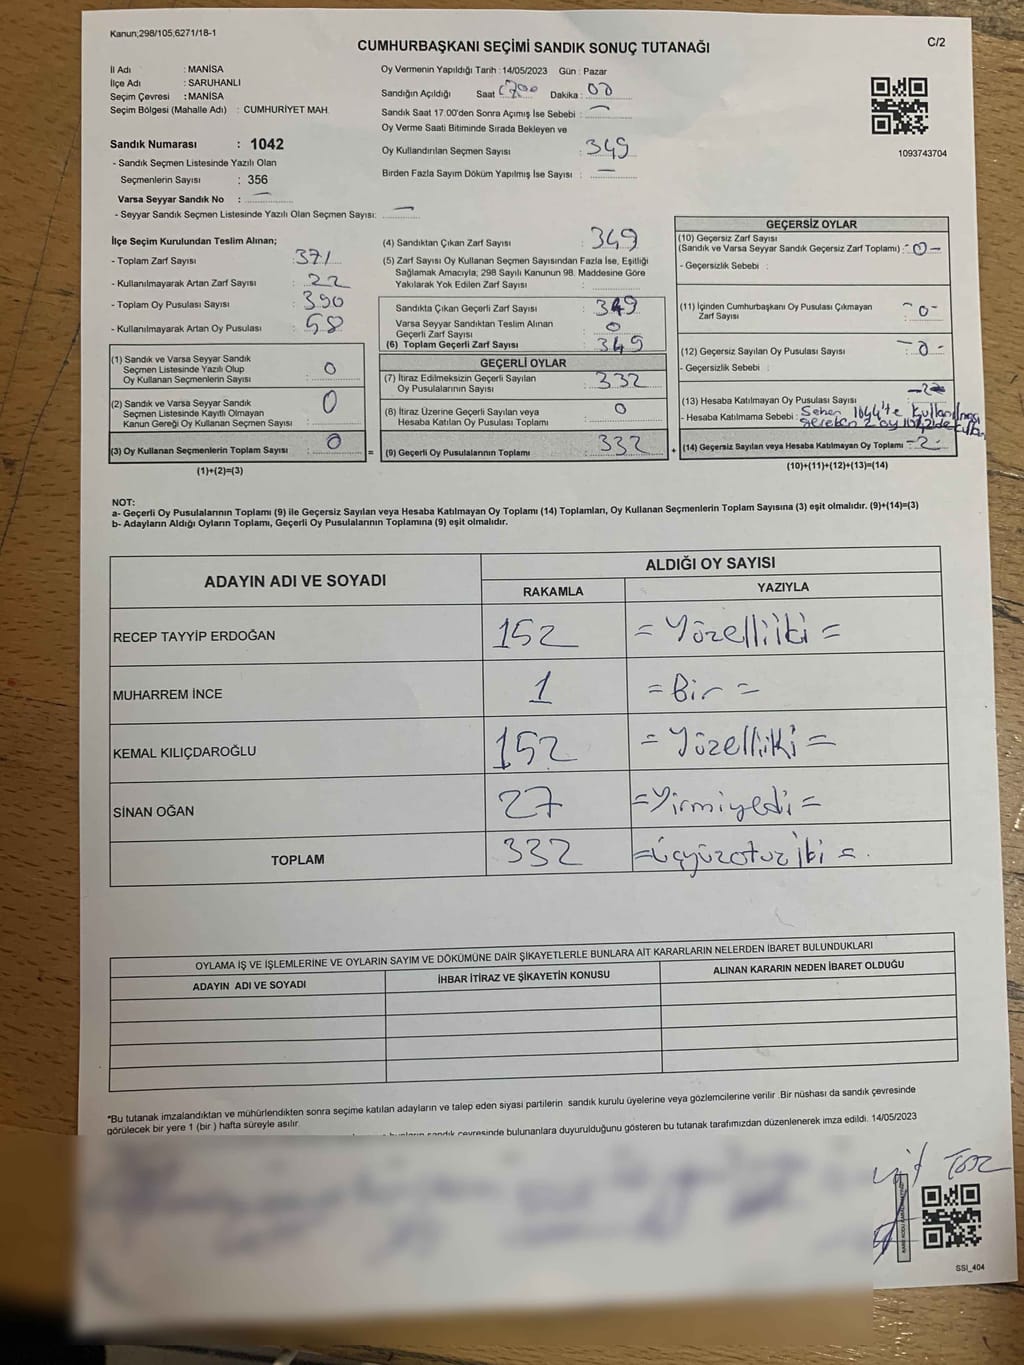 Kanun;298/105;6271/18-1
C/2
CUMHURBAŞKANI SEÇİMİ SANDIK SONUÇ TUTANAĞI
İl Adı : MANİSA
İlçe Adı : SARUHANLI
Seçim Çevresi : MANİSA
Seçim Bölgesi (Mahalle Adı) : CUMHURİYET MAH.
Sandık Numarası : 1042
- Sandık Seçmen Listesinde Yazılı Olan
Seçmenlerin Sayısı : 356
Varsa Seyyar Sandık No : —
- Seyyar Sandık Seçmen Listesinde Yazılı Olan Seçmen Sayısı: —
Oy Vermenin Yapıldığı Tarih : 14/05/2023 Gün : Pazar
Sandığın Açıldığı Saat 1700 Dakika : 00
Sandık Saat 17:00'den Sonra Açımış İse Sebebi : —
Oy Verme Saati Bitiminde Sırada Bekleyen ve
Oy Kullandırılan Seçmen Sayısı : 349
Birden Fazla Sayım Döküm Yapılmış İse Sayısı : —
1093743704
İlçe Seçim Kurulundan Teslim Alınan;
- Toplam Zarf Sayısı : 371
- Kullanılmayarak Artan Zarf Sayısı : 22
- Toplam Oy Pusulası Sayısı : 390
- Kullanılmayarak Artan Oy Pusulası : 58
(1) Sandık ve Varsa Seyyar Sandık
Seçmen Listesinde Yazılı Olup
Oy Kullanan Seçmenlerin Sayısı : 0
(2) Sandık ve Varsa Seyyar Sandık
Seçmen Listesinde Kayıtlı Olmayan
Kanun Gereği Oy Kullanan Seçmen Sayısı : 0
(3) Oy Kullanan Seçmenlerin Toplam Sayısı : 0
(1)+(2)=(3)
(4) Sandıktan Çıkan Zarf Sayısı : 349
(5) Zarf Sayısı Oy Kullanan Seçmen Sayısından Fazla İse, Eşitliği
Sağlamak Amacıyla; 298 Sayılı Kanunun 98. Maddesine Göre
Yakılarak Yok Edilen Zarf Sayısı :
Sandıkta Çıkan Geçerli Zarf Sayısı : 349
Varsa Seyyar Sandıktan Teslim Alınan
Geçerli Zarf Sayısı : 0
(6) Toplam Geçerli Zarf Sayısı : 349
GEÇERLİ OYLAR
(7) İtiraz Edilmeksizin Geçerli Sayılan
Oy Pusulalarının Sayısı : 332
(8) İtiraz Üzerine Geçerli Sayılan veya
Hesaba Katılan Oy Pusulası Toplamı : 0
= (9) Geçerli Oy Pusulalarının Toplamı : 332 +
GEÇERSİZ OYLAR
(10) Geçersiz Zarf Sayısı
(Sandık ve Varsa Seyyar Sandık Geçersiz Zarf Toplamı) : -0-
- Geçersizlik Sebebi :
(11) İçinden Cumhurbaşkanı Oy Pusulası Çıkmayan
Zarf Sayısı : -0-
(12) Geçersiz Sayılan Oy Pusulası Sayısı : -0-
- Geçersizlik Sebebi :
(13) Hesaba Katılmayan Oy Pusulası Sayısı : -2-
- Hesaba Katılmama Sebebi : Sehen 1044'te Kullanılması
gereken 2 oy 1042'de
(14) Geçersiz Sayılan veya Hesaba Katılmayan Oy Toplamı -2-
(10)+(11)+(12)+(13)=(14)
NOT:
a- Geçerli Oy Pusulalarının Toplamı (9) ile Geçersiz Sayılan veya Hesaba Katılmayan Oy Toplamı (14) Toplamları, Oy Kullanan Seçmenlerin Toplam Sayısına (3) eşit olmalıdır. (9)+(14)=(3)
b- Adayların Aldığı Oyların Toplamı, Geçerli Oy Pusulalarının Toplamına (9) eşit olmalıdır.
ADAYIN ADI VE SOYADI
ALDIĞI OY SAYISI
RAKAMLA YAZIYLA
RECEP TAYYİP ERDOĞAN 152 = Yüzelliiki =
MUHARREM İNCE 1 = Bir =
KEMAL KILIÇDAROĞLU 152 = Yüzelliiki =
SİNAN OĞAN 27 = Yirmiyedi =
TOPLAM 332 = üçyüzotuziki =
OYLAMA İŞ VE İŞLEMLERİNE VE OYLARIN SAYIM VE DÖKÜMÜNE DAİR ŞİKAYETLERLE BUNLARA AİT KARARLARIN NELERDEN İBARET BULUNDUKLARI
ADAYIN ADI VE SOYADI İHBAR İTİRAZ VE ŞİKAYETİN KONUSU ALINAN KARARIN NEDEN İBARET OLDUĞU
*Bu tutanak imzalandıktan ve mühürlendikten sonra seçime katılan adayların ve talep eden siyasi partilerin sandık kurulu üyelerine veya gözlemcilerine verilir. Bir nüshası da sandık çevresinde
görülecek bir yere 1 (bir) hafta süreyle asılır.
sandık çevresinde bulunanlara duyurulduğunu gösteren bu tutanak tarafımızdan düzenlenerek imza edildi. 14/05/2023
SSI_404